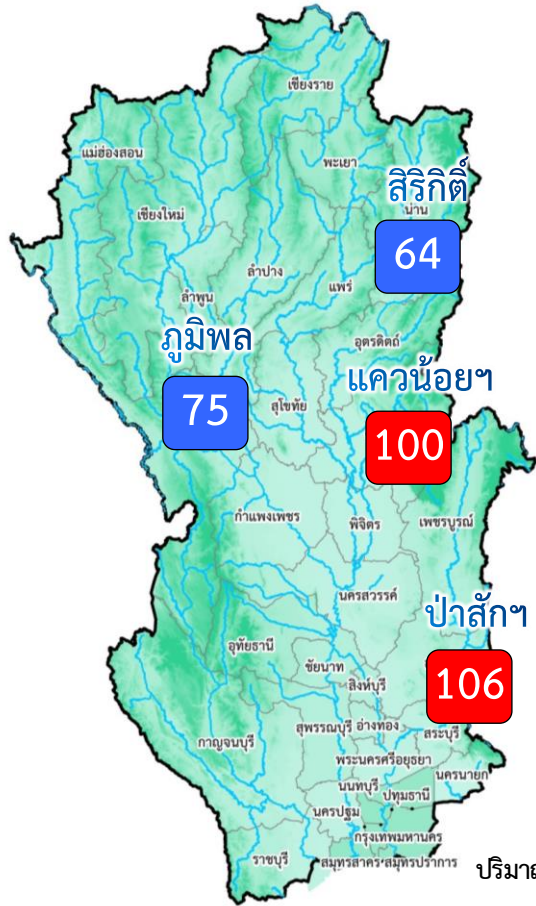 เชียงราย
แม่ฮ่องสอน
พะเยา
สิริกิติ์
น่าน
เชียงใหม่
64
ลำปาง
แพร่
ลำพูน
ภูมิพล
อุตรดิตถ์
แควน้อยฯ
75
สุโขทัย
100
กำแพงเพชร
พิจิตร
เพชรบูรณ์
นครสวรรค์
ป่าสักฯ
อุทัยธานี
ชัยนาท
สิงห์บุรี
106
สุพรรณบุรี
อ่างทอง
สระบุรี
กาญจนบุรี
พระนครศรีอยุธยา
นครนายก
นนทบุรี
ปทุมธานี
นครปฐม
กรุงเทพมหานคร
ราชบุรี
สมุทรสาคร
สมุทรปราการ